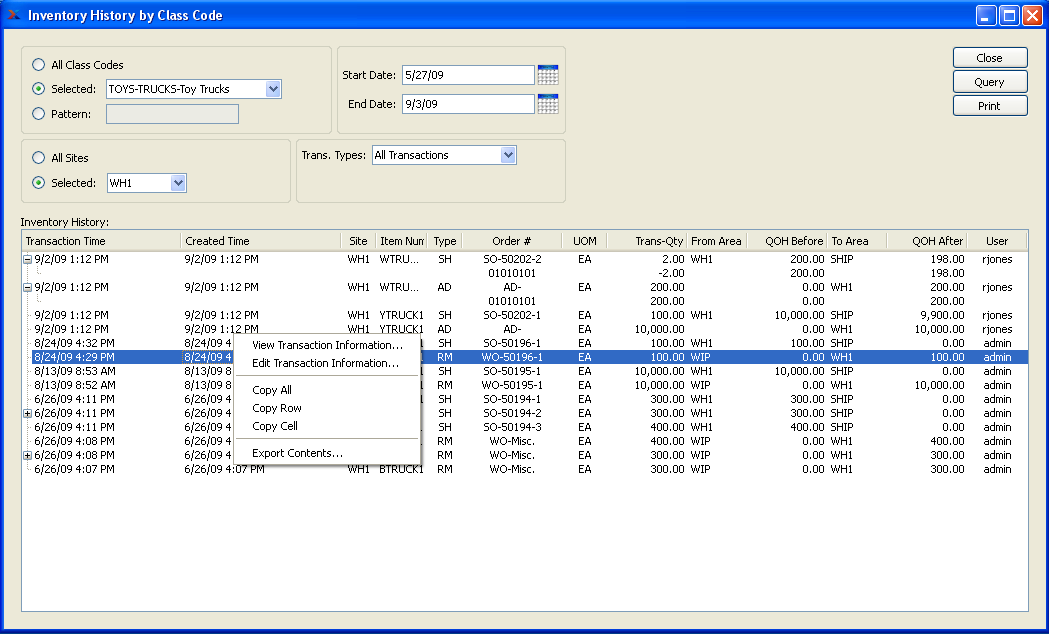 Inventory History by Class Code
All Class Codes
Selected: TOYS-TRUCKS-Toy Trucks
Pattern:
Start Date: 5/27/09
End Date: 9/3/09
Close
Query
Print
All Sites
Selected: WH1
Trans. Types: All Transactions
Inventory History:
Transaction Time Created Time Site Item Num Type Order # UOM Trans-Qty From Area QOH Before To Area QOH After User
9/2/09 1:12 PM 9/2/09 1:12 PM WH1 WTRU... SH SO-50202-2 EA 2.00 WH1 200.00 SHIP 198.00 rjones
01010101 -2.00 200.00 198.00
9/2/09 1:12 PM 9/2/09 1:12 PM WH1 WTRU... AD AD- EA 200.00 0.00 WH1 200.00 rjones
01010101 200.00 0.00 200.00
9/2/09 1:12 PM 9/2/09 1:12 PM WH1 YTRUCK1 SH SO-50202-1 EA 100.00 WH1 10,000.00 SHIP 9,900.00 rjones
9/2/09 1:12 PM 9/2/09 1:12 PM WH1 YTRUCK1 AD AD- EA 10,000.00 0.00 WH1 10,000.00 rjones
8/24/09 4:32 PM 8/24/09 4 SH SO-50196-1 EA 100.00 WH1 100.00 SHIP 0.00 admin
8/24/09 4:29 PM 8/24/09 4 RM WO-50196-1 EA 100.00 WIP 0.00 WH1 100.00 admin
8/13/09 8:53 AM 8/13/09 8 SH SO-50195-1 EA 10,000.00 WH1 10,000.00 SHIP 0.00 admin
8/13/09 8:52 AM 8/13/09 8 RM WO-50195-1 EA 10,000.00 WIP 0.00 WH1 10,000.00 admin
6/26/09 4:11 PM 6/26/09 4 SH SO-50194-1 EA 300.00 WH1 300.00 SHIP 0.00 admin
6/26/09 4:11 PM 6/26/09 4 SH SO-50194-2 EA 300.00 WH1 300.00 SHIP 0.00 admin
6/26/09 4:11 PM 6/26/09 4 SH SO-50194-3 EA 400.00 WH1 400.00 SHIP 0.00 admin
6/26/09 4:08 PM 6/26/09 4 RM WO-Misc. EA 400.00 WIP 0.00 WH1 400.00 admin
6/26/09 4:08 PM 6/26/09 4 RM WO-Misc. EA 300.00 WIP 0.00 WH1 300.00 admin
6/26/09 4:07 PM 6/26/09 4:07 PM WH1 BTRUCK1 RM WO-Misc. EA 300.00 WIP 0.00 WH1 300.00 admin
View Transaction Information...
Edit Transaction Information...
Copy All
Copy Row
Copy Cell
Export Contents...